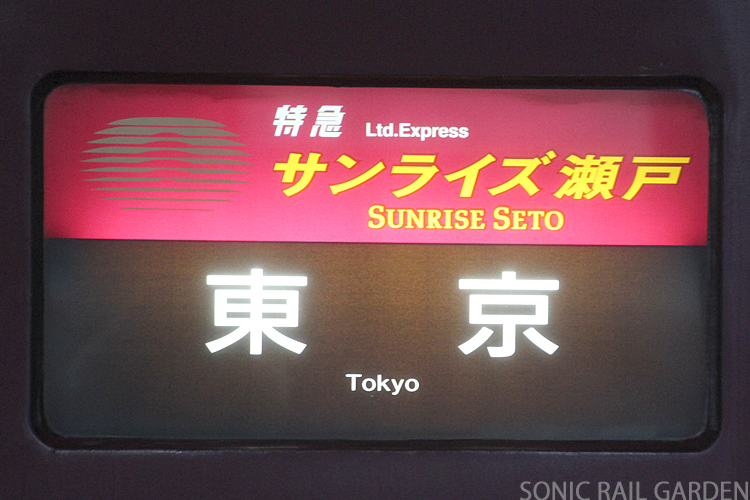 特急 Ltd.Express
サンライズ瀬戸
SUNRISE SETO
東京
Tokyo
SONIC RAIL GARDEN